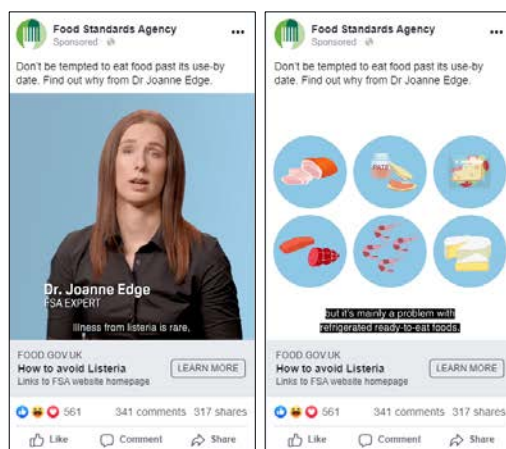 Food Standards Agency
Sponsored
Don't be tempted to eat food past its use-by
date. Find out why from Dr Joanne Edge.
Dr. Joanne Edge
FSA EXPERT
Illness from listeria is rare,
FOOD.GOV.UK
How to avoid Listeria
Links to FSA website homepage
LEARN MORE
561
341 comments 317 shares
Like Comment Share
Food Standards Agency
Sponsored
Don't be tempted to eat food past its use-by
date. Find out why from Dr Joanne Edge.
but it's mainly a problem with
refrigerated ready-to-eat foods,
FOOD.GOV.UK
How to avoid Listeria
Links to FSA website homepage
LEARN MORE
561
341 comments 317 shares
Like Comment Share